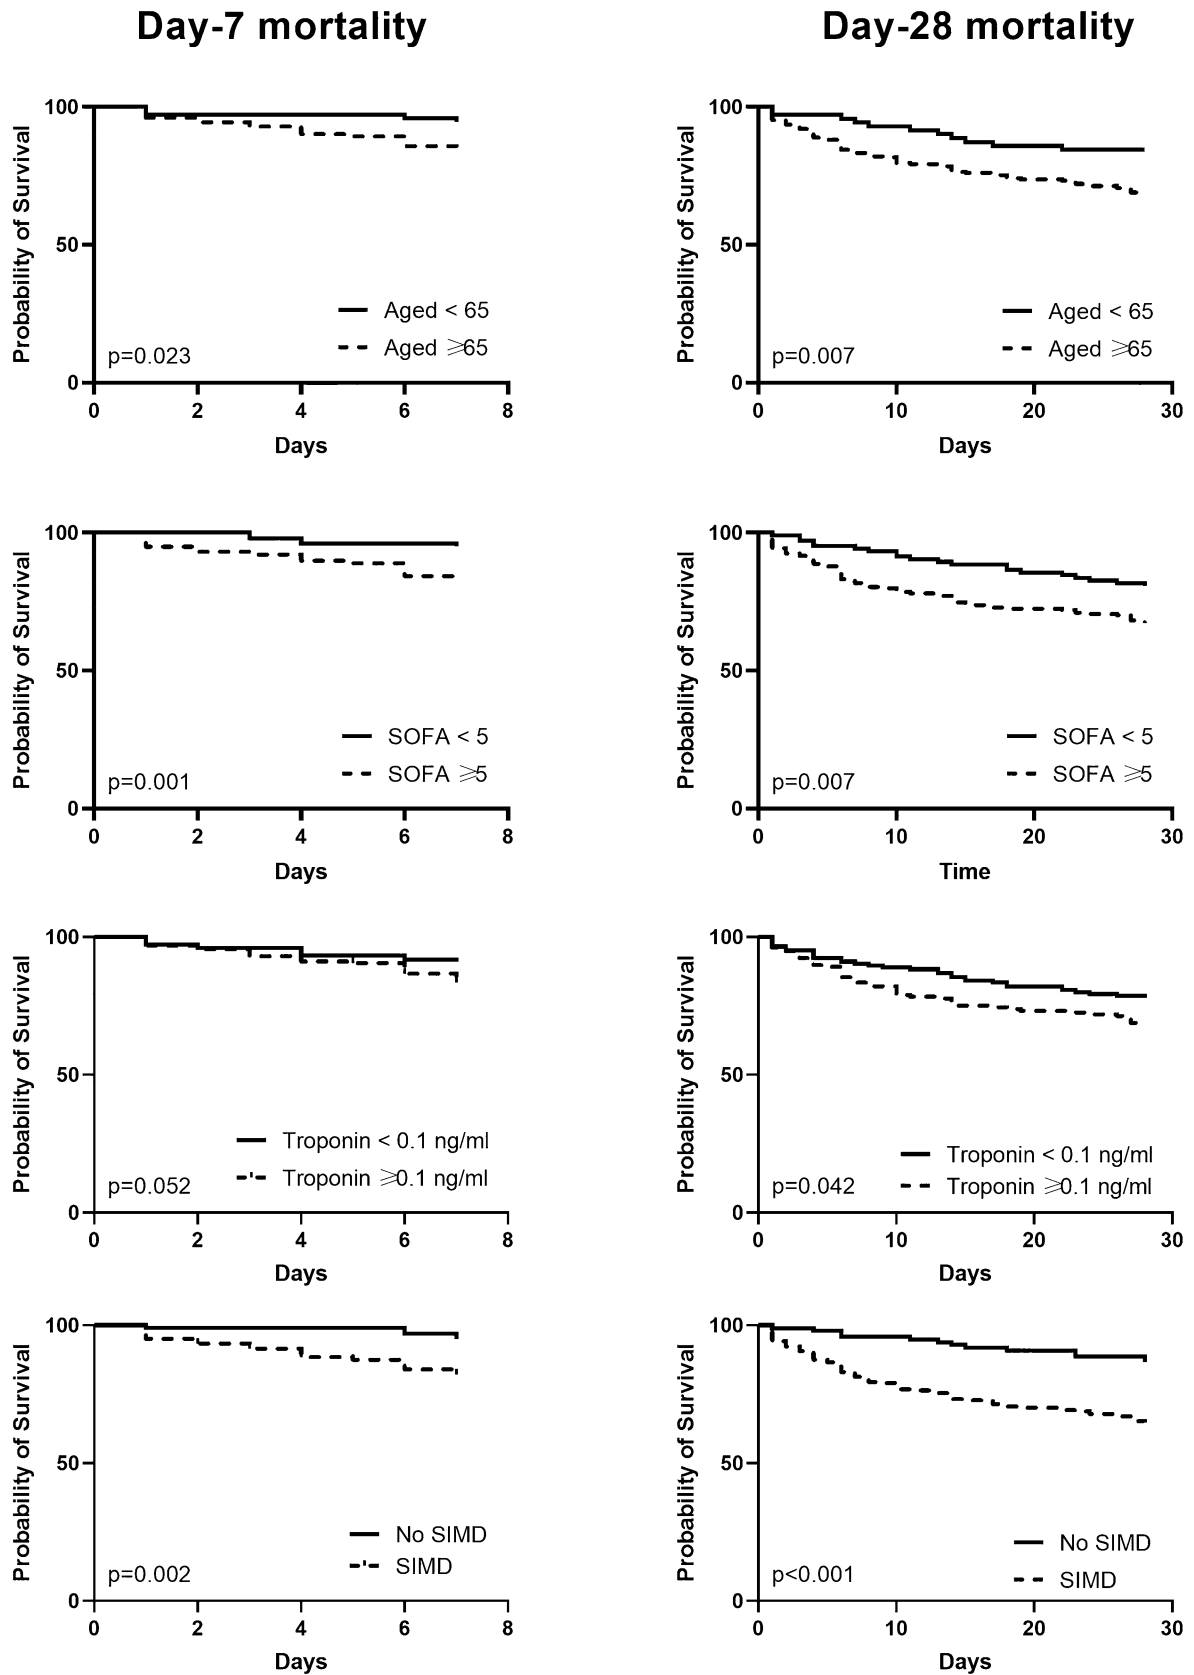 Day-7 mortality
Day-28 mortality
Probability of Survival
100
50
0
Aged < 65
Aged ≥65
p=0.023
0 2 4 6 8
Days
Probability of Survival
100
50
0
Aged < 65
Aged ≥65
p=0.007
0 10 20 30
Days
Probability of Survival
100
50
0
SOFA < 5
SOFA ≥5
p=0.001
0 2 4 6 8
Days
Probability of Survival
100
50
0
SOFA < 5
SOFA ≥5
p=0.007
0 10 20 30
Time
Probability of Survival
100
50
0
Troponin < 0.1 ng/ml
Troponin ≥0.1 ng/ml
p=0.052
0 2 4 6 8
Days
Probability of Survival
100
50
0
Troponin < 0.1 ng/ml
Troponin ≥0.1 ng/ml
p=0.042
0 10 20 30
Days
Probability of Survival
100
50
0
No SIMD
SIMD
p=0.002
0 2 4 6 8
Days
Probability of Survival
100
50
0
No SIMD
SIMD
p<0.001
0 10 20 30
Days